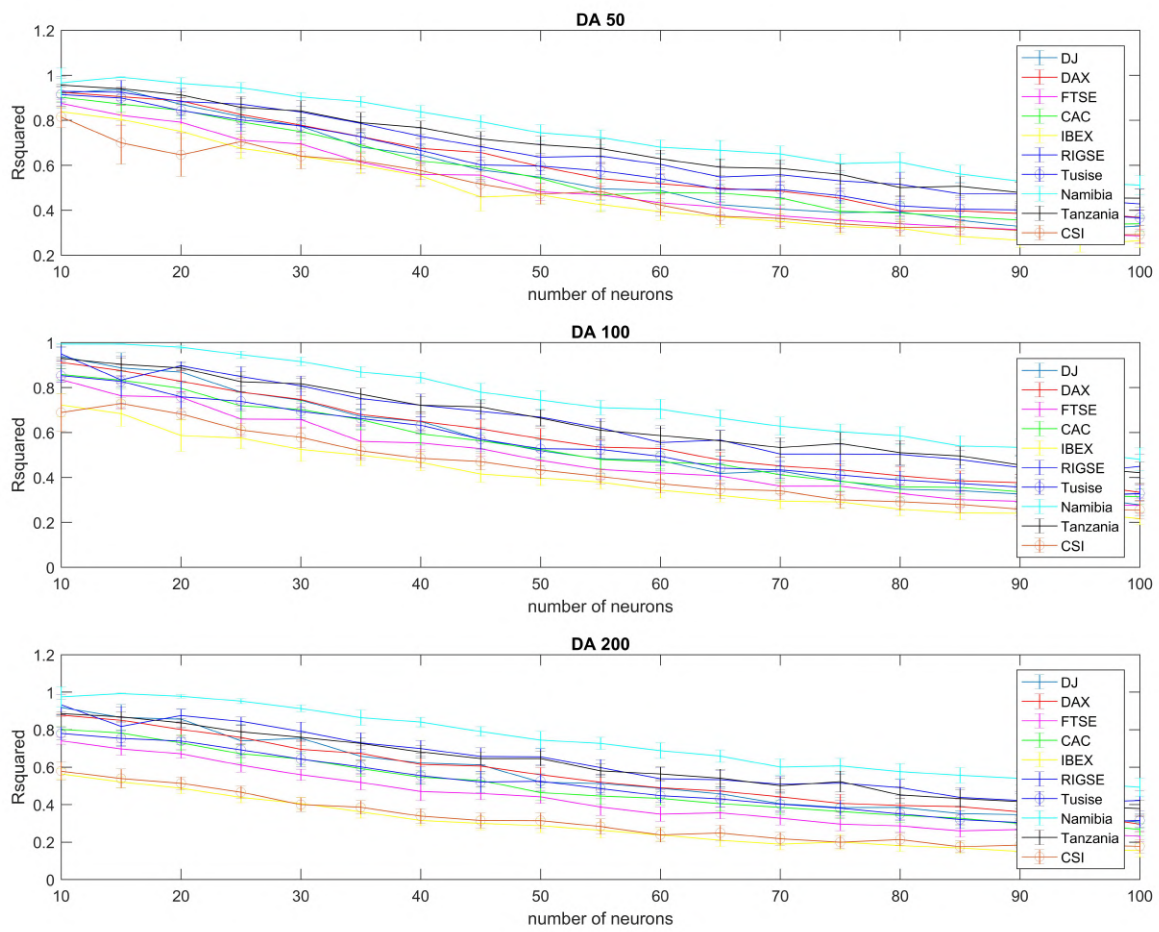 DA 50
Rsquared
1.2
1
0.8
0.6
0.4
0.2
10 20 30 40 50 60 70 80 90 100
number of neurons
DJ
DAX
FTSE
CAC
IBEX
RIGSE
Tusise
Namibia
Tanzania
CSI
DA 100
Rsquared
1
0.8
0.6
0.4
0.2
0
10 20 30 40 50 60 70 80 90 100
number of neurons
DJ
DAX
FTSE
CAC
IBEX
RIGSE
Tusise
Namibia
Tanzania
CSI
DA 200
Rsquared
1.2
1
0.8
0.6
0.4
0.2
0
10 20 30 40 50 60 70 80 90 100
number of neurons
DJ
DAX
FTSE
CAC
IBEX
RIGSE
Tusise
Namibia
Tanzania
CSI